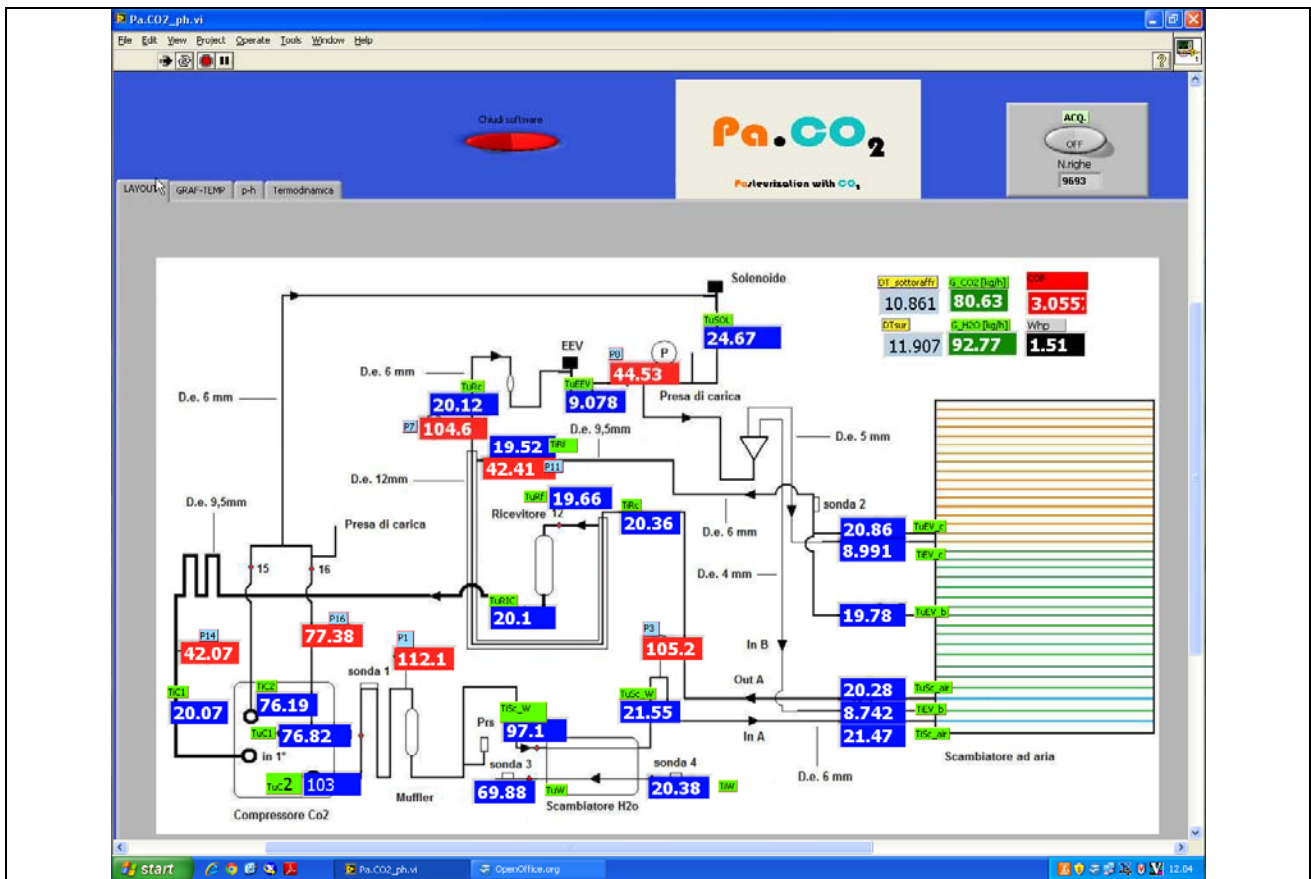 Pa.CO2_ph.vi
File Edit View Project Operate Tools Window Help
Chiudi software
Pa.CO2
Pasteurization with CO2
ACQ.
OFF
N.righe
9693
LAYOUT GRAF-TEMP p-h Termodinamica
Solenoide
DT_sottoraffr G_CO2 [kg/h] COP
10.861 80.63 3.055
DTsur G_H2O [kg/h] Whp
11.907 92.77 1.51
TuSOL
24.67
EEV
P0
P
44.53
D.e. 6 mm
TuRc
TuEEV
Presa di carica
D.e. 6 mm
20.12
9.078
P7 104.6
D.e. 9,5mm
D.e. 5 mm
19.52 TiRf
42.41 P11
D.e. 12mm
TuRf 19.66
D.e. 9,5mm
Ricevitore 12
TiRc
20.36
sonda 2
Presa di carica
D.e. 6 mm
20.86 TuEV_c
8.991 TiEV_c
15
16
D.e. 4 mm
TuRIC
20.1
19.78 TuEV_b
P16
77.38
P14
42.07
P1
112.1
P3
105.2
In B
sonda 1
Out A
TiC1
20.07
TiC2
76.19
TuSc_W
21.55
20.28 TuSc_air
8.742 TiEV_b
21.47 TiSc_air
TuC1 76.82
TiSc_W
97.1
Prs
In A
in 1°
Scambiatore ad aria
sonda 3
sonda 4
TuC2 103
69.88 TuW
20.38 TiW
D.e. 6 mm
Muffler
Scambiatore H2o
Compressore Co2
start
Pa.CO2_ph.vi
OpenOffice.org
12.04